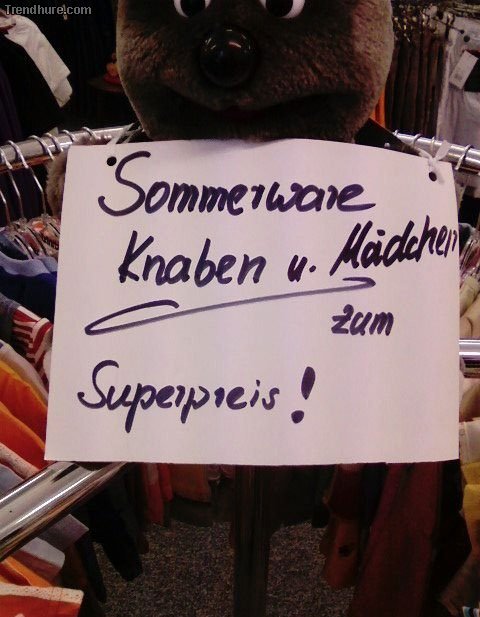 Trendhure.com
Sommerware
Knaben u. Mädchen
zum
Superpreis!